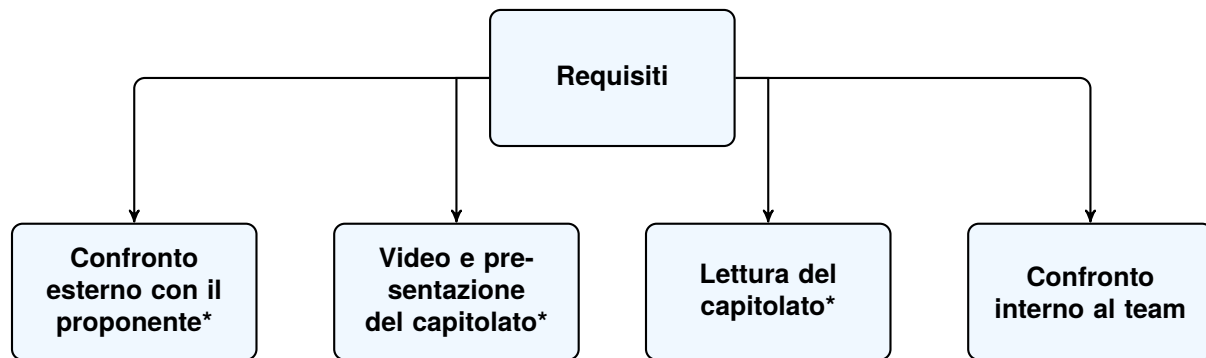 Requisiti
Confronto
esterno con il
proponente*
Video e pre-
sentazione
del capitolato*
Lettura del
capitolato*
Confronto
interno al team